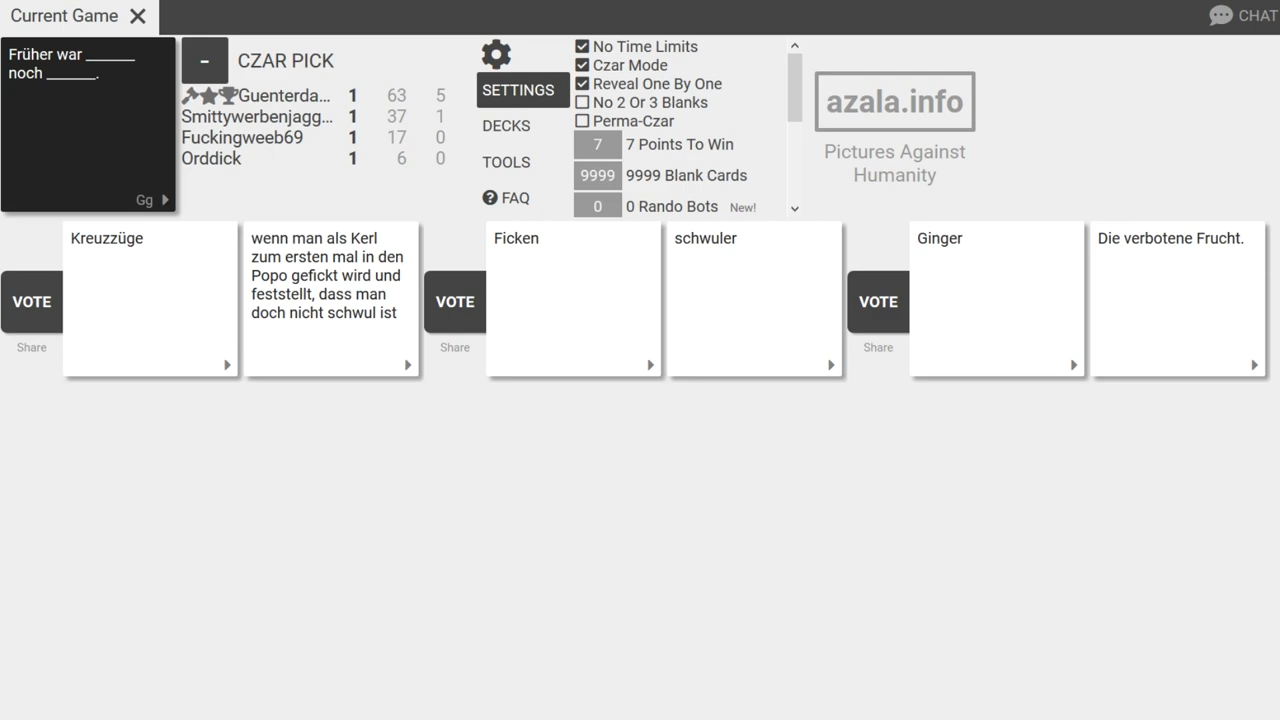 Current Game
CHAT
Früher war ______
noch ______.
Gg
-
CZAR PICK
Guenterda... 1 63 5
Smittywerbenjagg... 1 37 1
Fuckingweeb69 1 17 0
Orddick 1 6 0
SETTINGS
DECKS
TOOLS
? FAQ
No Time Limits
Czar Mode
Reveal One By One
No 2 Or 3 Blanks
Perma-Czar
7 7 Points To Win
9999 9999 Blank Cards
0 0 Rando Bots New!
azala.info
Pictures Against
Humanity
VOTE
Share
Kreuzzüge
wenn man als Kerl
zum ersten mal in den
Popo gefickt wird und
feststellt, dass man
doch nicht schwul ist
VOTE
Share
Ficken
schwuler
VOTE
Share
Ginger
Die verbotene Frucht.